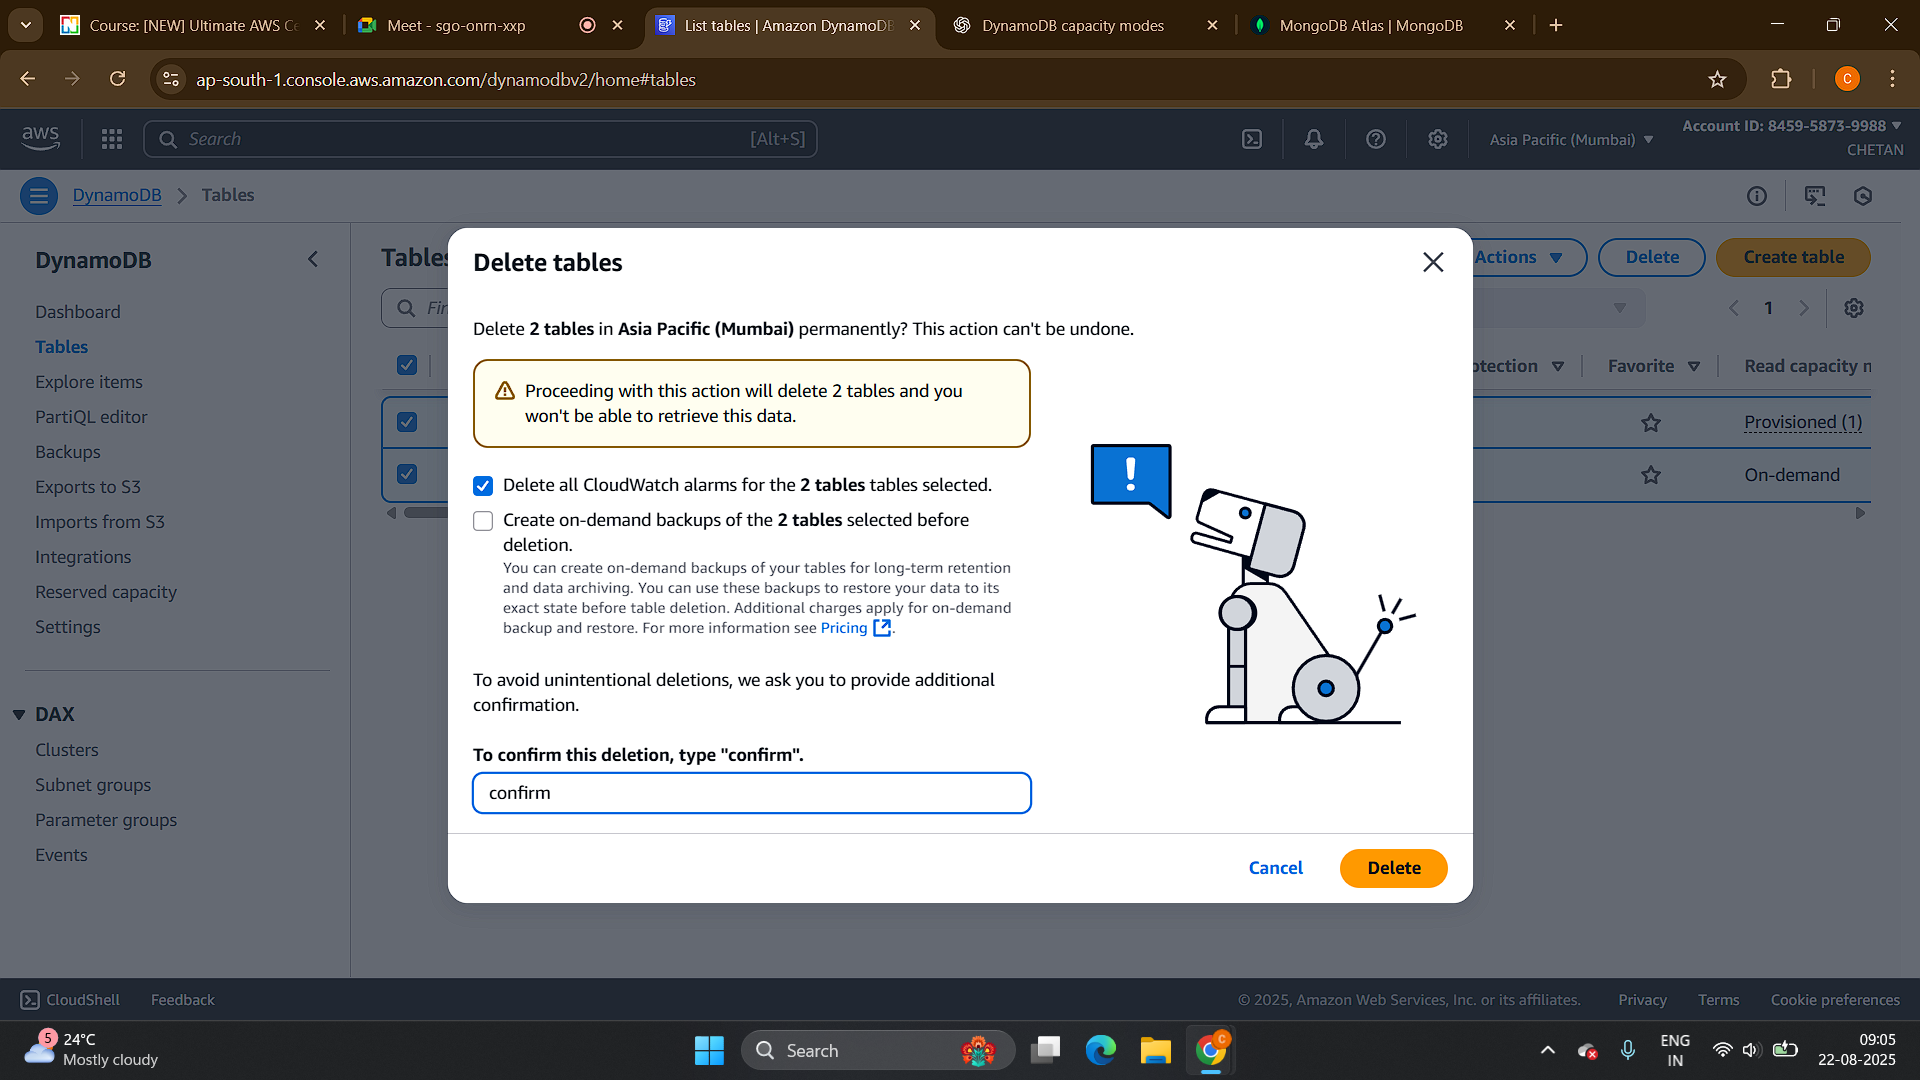 Course: [NEW] Ultimate AWS Ce
Meet - sgo-onrn-xxp
List tables | Amazon DynamoDB
DynamoDB capacity modes
MongoDB Atlas | MongoDB
ap-south-1.console.aws.amazon.com/dynamodbv2/home#tables
C
aws
Search
[Alt+S]
Asia Pacific (Mumbai)
Account ID: 8459-5873-9988
CHETAN
DynamoDB
Tables
DynamoDB
Dashboard
Tables
Explore items
PartiQL editor
Backups
Exports to S3
Imports from S3
Integrations
Reserved capacity
Settings
DAX
Clusters
Subnet groups
Parameter groups
Events
Tables
Actions
Delete
Create table
Fin
1
otection
Favorite
Read capacity m
Provisioned (1)
On-demand
Delete tables
Delete 2 tables in Asia Pacific (Mumbai) permanently? This action can't be undone.
Proceeding with this action will delete 2 tables and you
won't be able to retrieve this data.
Delete all CloudWatch alarms for the 2 tables tables selected.
Create on-demand backups of the 2 tables selected before
deletion.
You can create on-demand backups of your tables for long-term retention
and data archiving. You can use these backups to restore your data to its
exact state before table deletion. Additional charges apply for on-demand
backup and restore. For more information see Pricing.
To avoid unintentional deletions, we ask you to provide additional
confirmation.
To confirm this deletion, type "confirm".
confirm
Cancel
Delete
!
CloudShell
Feedback
© 2025, Amazon Web Services, Inc. or its affiliates.
Privacy
Terms
Cookie preferences
5
24°C
Mostly cloudy
Search
C
ENG
IN
09:05
22-08-2025